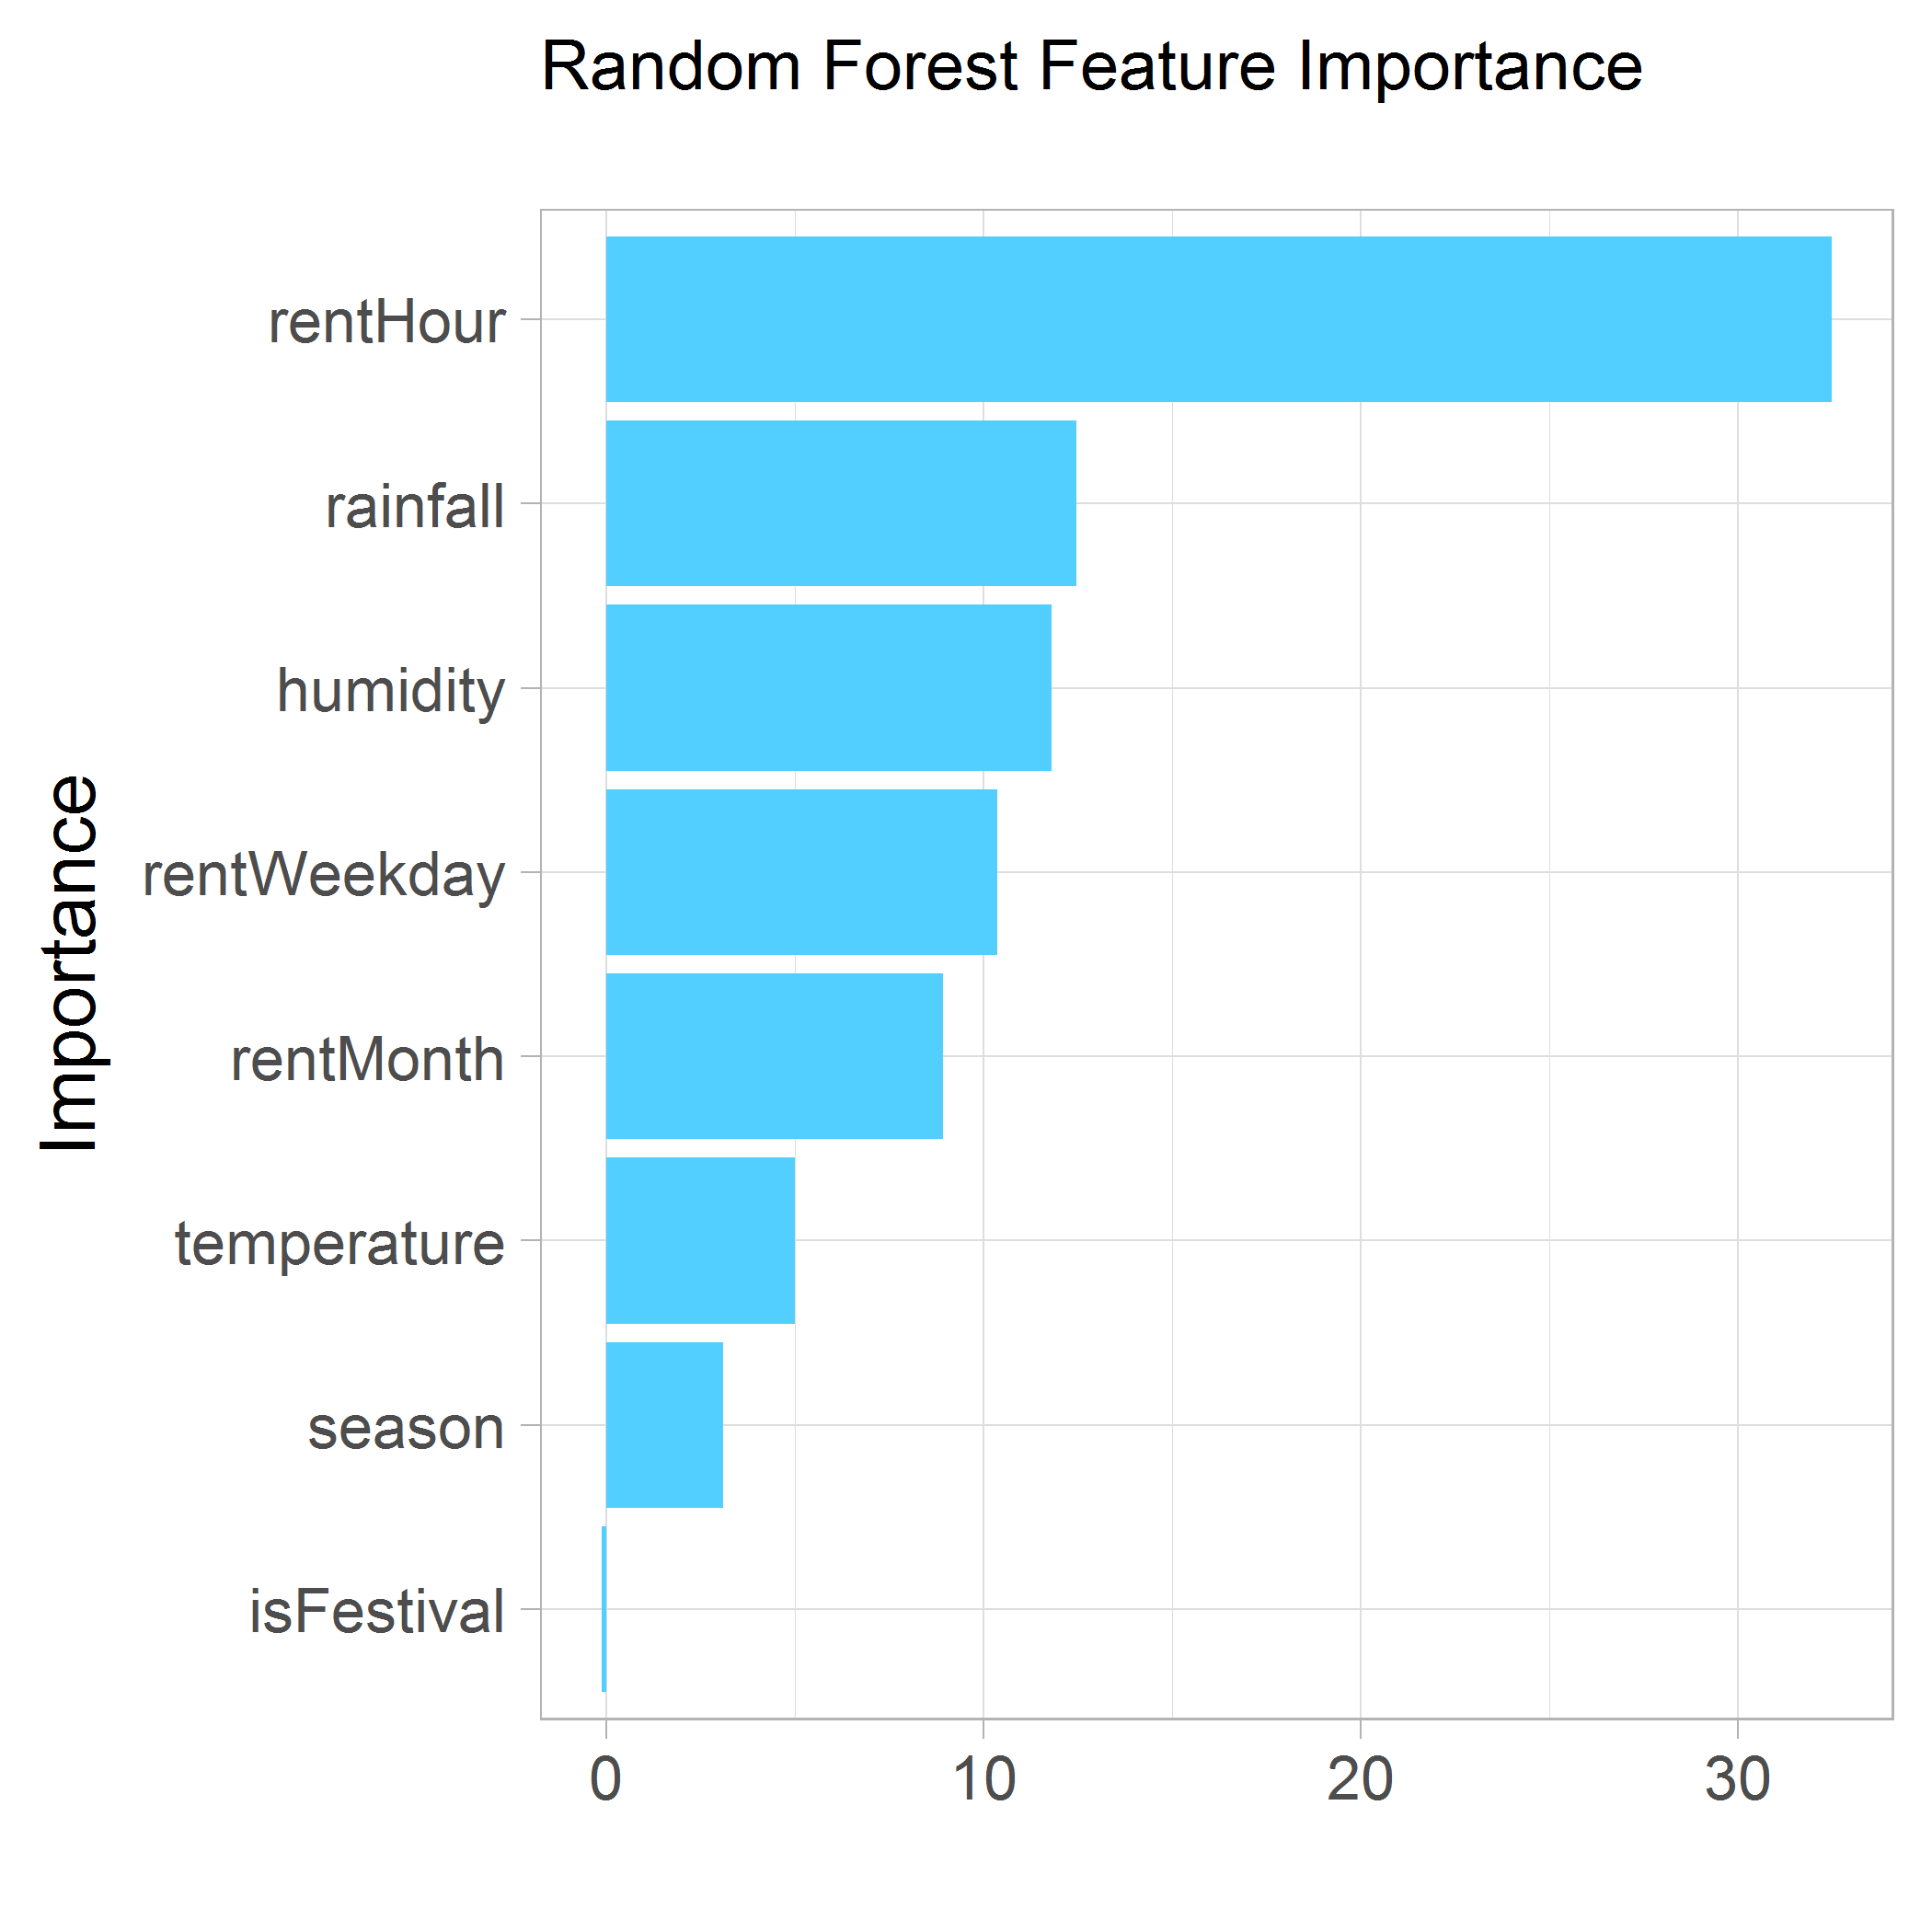 Random Forest Feature Importance
Importance
rentHour
rainfall
humidity
rentWeekday
rentMonth
temperature
season
isFestival
0 10 20 30